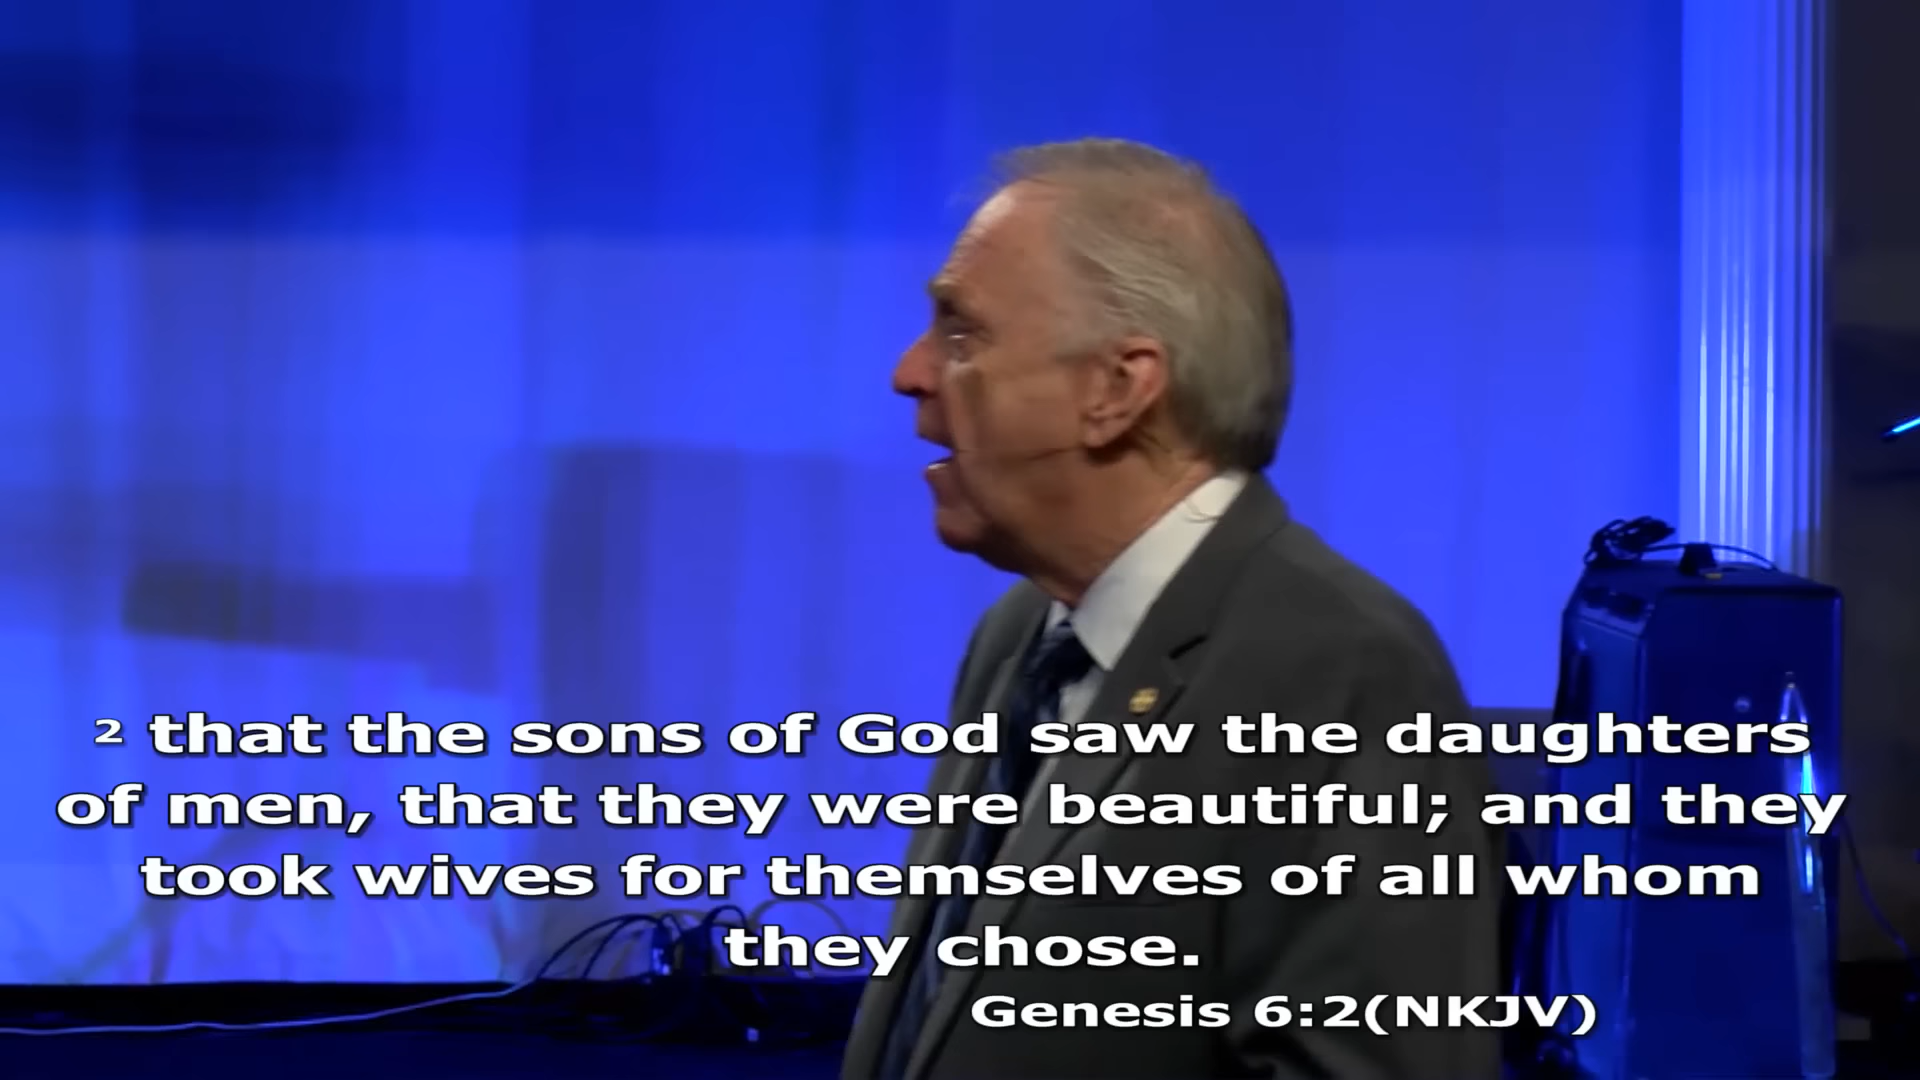 ² that the sons of God saw the daughters
of men, that they were beautiful; and they
took wives for themselves of all whom
they chose.
Genesis 6:2(NKJV)